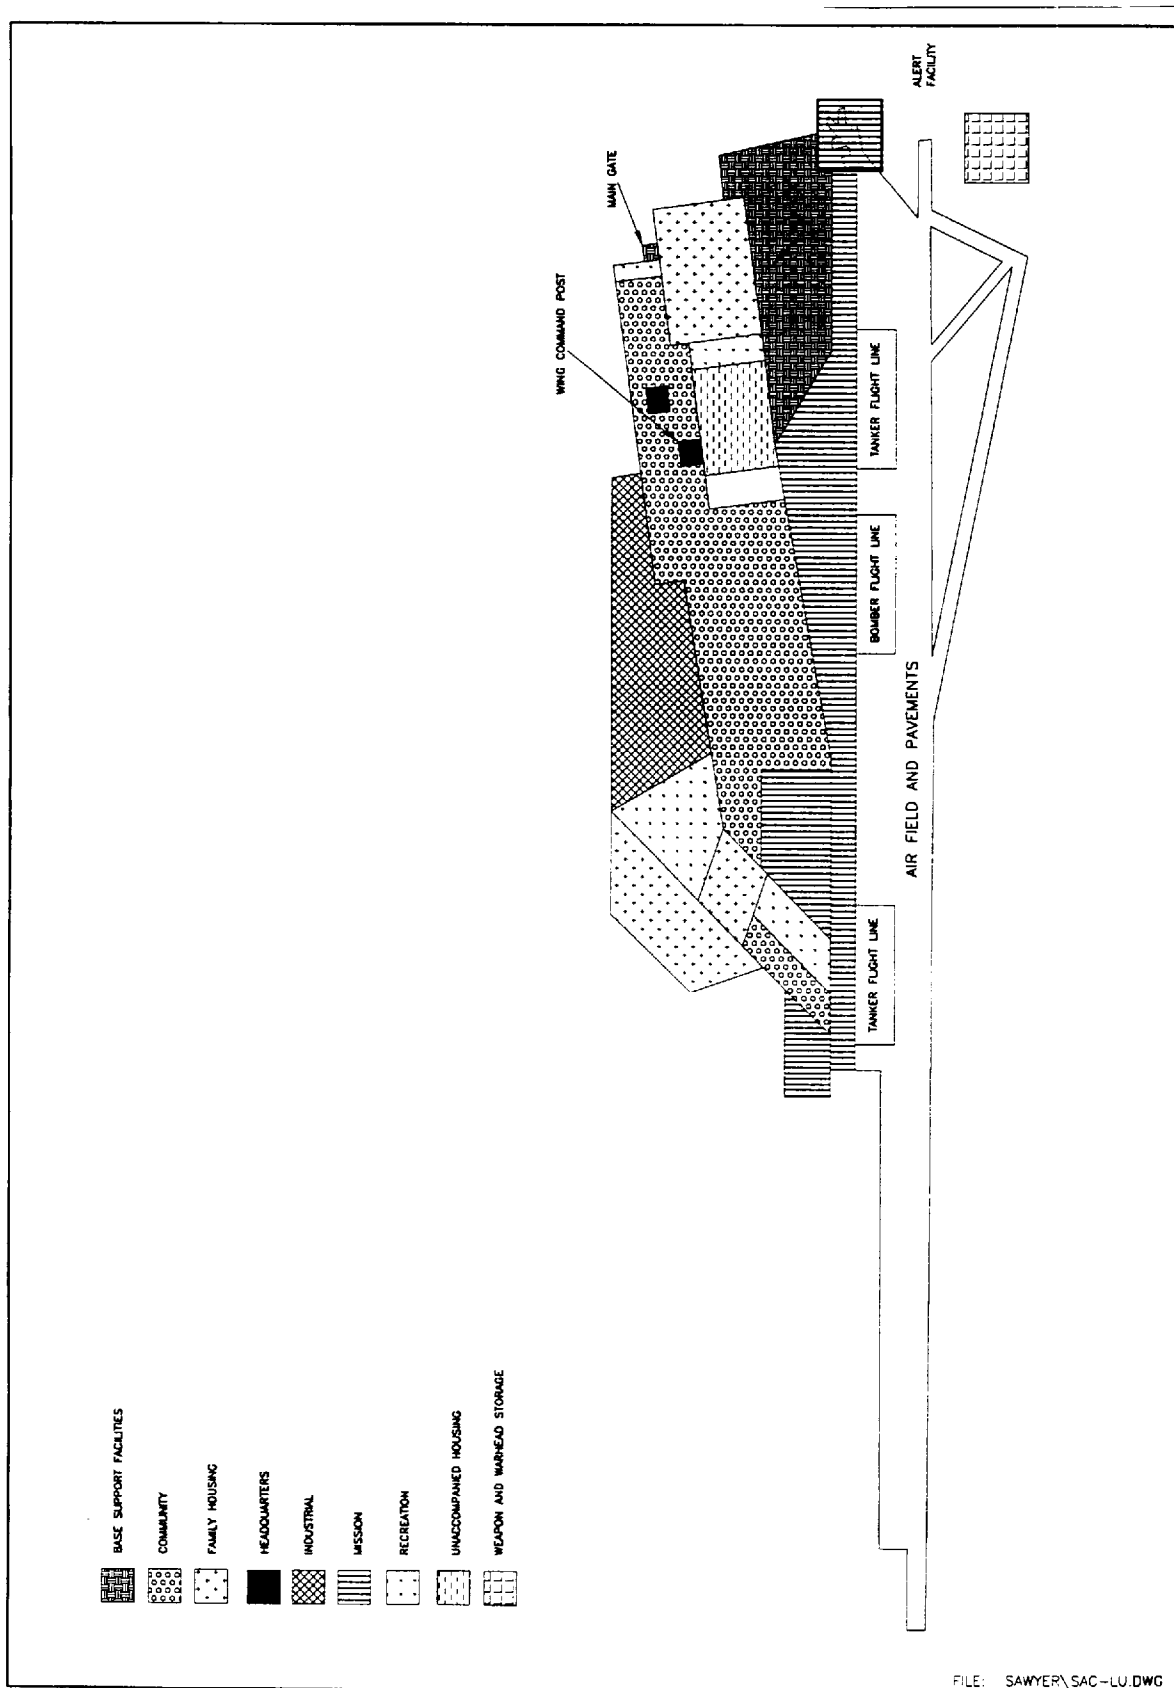 ALERT
FACILITY
MAIN GATE
WING COMMAND POST
TANKER FLIGHT LINE
BOMBER FLIGHT LINE
AIR FIELD AND PAVEMENTS
TANKER FLIGHT LINE
BASE SUPPORT FACILITIES
COMMUNITY
FAMILY HOUSING
HEADQUARTERS
INDUSTRIAL
MISSION
RECREATION
UNACCOMPANIED HOUSING
WEAPON AND WARHEAD STORAGE
FILE: SAWYER\SAC-LU.DWG